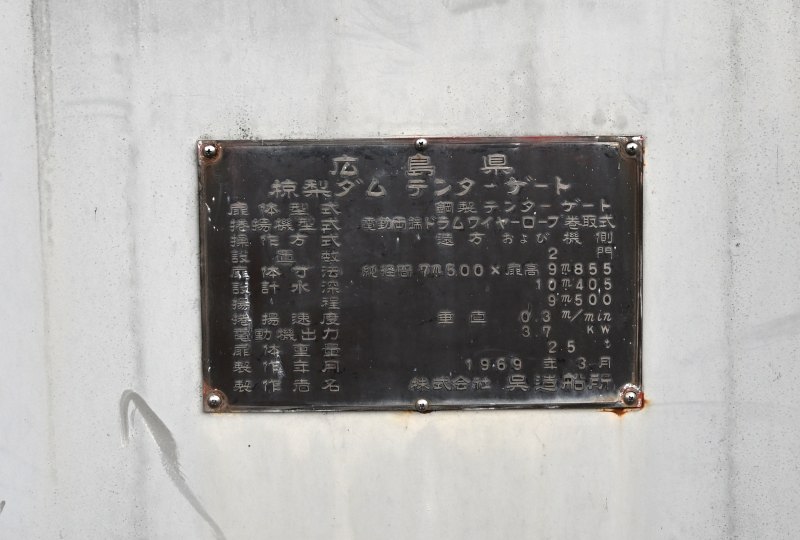 広島県
椋梨ダム テンターゲート
扉体型式 鋼製テンターゲート
捲揚機型式 電動両端ドラムワイヤーロープ巻取式
操作方式 遠方および機側
設置門数 2門
扉体寸法 純径間 7m500×扉高 9m855
設計水深 10m40.5
揚程 9m500
捲揚速度 垂直 0.3 m/min
電動機出力 3.7 KW
扉体重量 2.5 t
製作年月 1969年3月
製作者名 株式会社 呉造船所